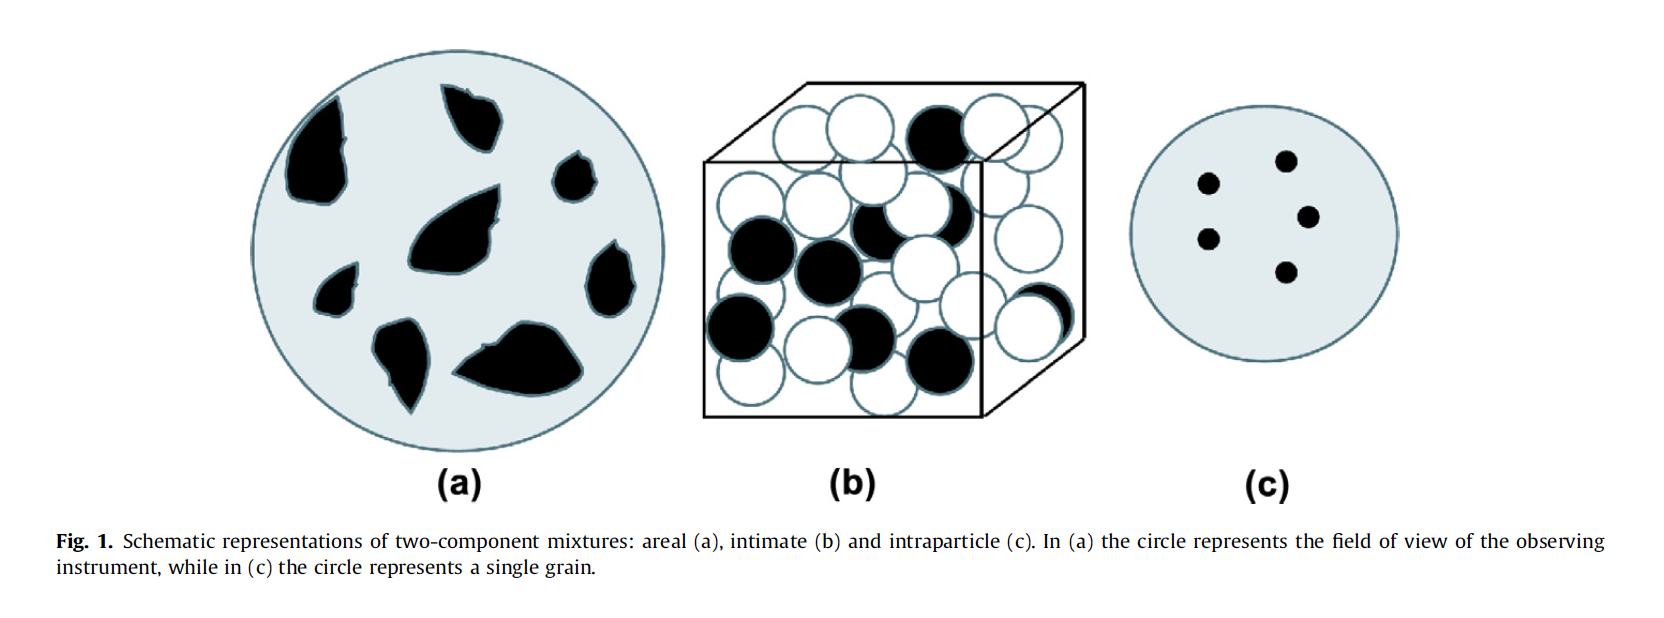 (a)
(b)
(c)
Fig. 1. Schematic representations of two-component mixtures: areal (a), intimate (b) and intraparticle (c). In (a) the circle represents the field of view of the observing
instrument, while in (c) the circle represents a single grain.